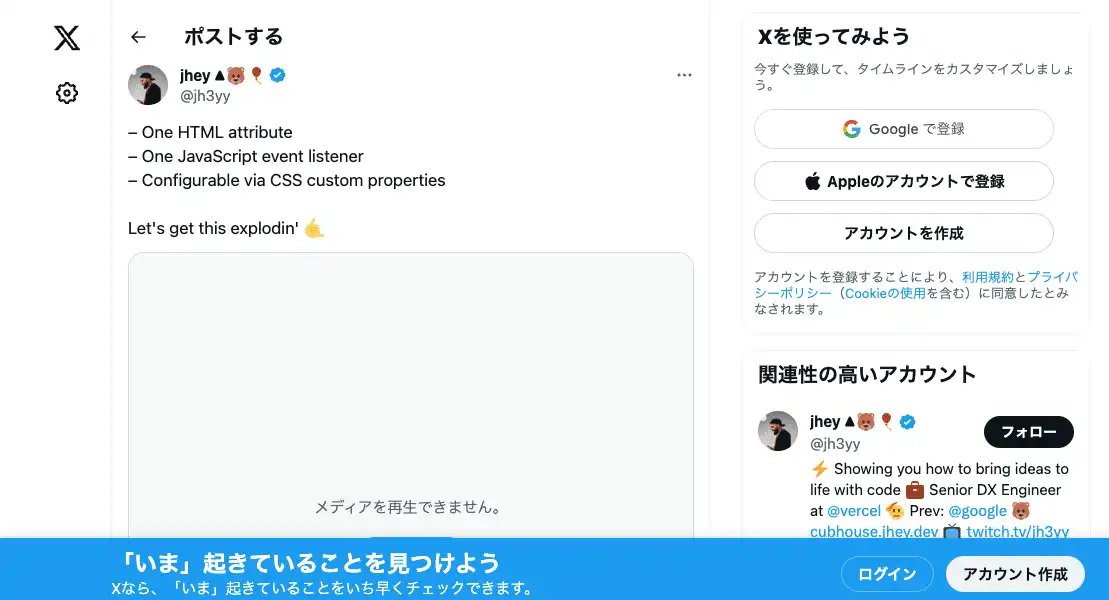 ポストする
jhey
@jh3yy
– One HTML attribute
– One JavaScript event listener
– Configurable via CSS custom properties
Let's get this explodin'
メディアを再生できません。
Xを使ってみよう
今すぐ登録して、タイムラインをカスタマイズしましょ
う。
Google で登録
Appleのアカウントで登録
アカウントを作成
アカウントを登録することにより、利用規約とプライバ
シーポリシー（Cookieの使用を含む）に同意したとみ
なされます。
関連性の高いアカウント
jhey
@jh3yy
フォロー
⚡ Showing you how to bring ideas to
life with code 💼 Senior DX Engineer
at @vercel 🫡 Prev: @google 🐻
cubhouse.jhey.dev 📺 twitch.tv/jh3yy
「いま」起きていることを見つけよう
Xなら、「いま」起きていることをいち早くチェックできます。
ログイン
アカウント作成